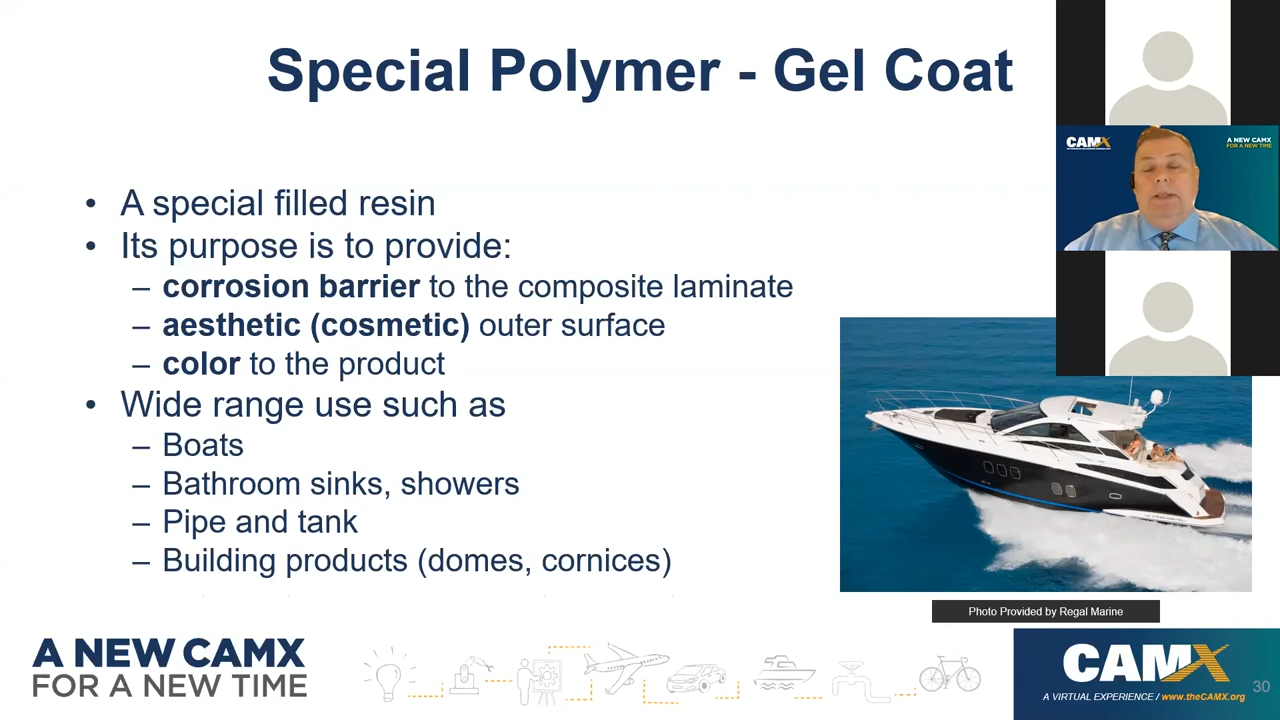 Special Polymer - Gel Coat
• A special filled resin
• Its purpose is to provide:
– corrosion barrier to the composite laminate
– aesthetic (cosmetic) outer surface
– color to the product
• Wide range use such as
– Boats
– Bathroom sinks, showers
– Pipe and tank
– Building products (domes, cornices)
CAMX
A NEW CAMX
FOR A NEW TIME
Photo Provided by Regal Marine
A NEW CAMX
FOR A NEW TIME
CAMX
A VIRTUAL EXPERIENCE / www.theCAMX.org
30